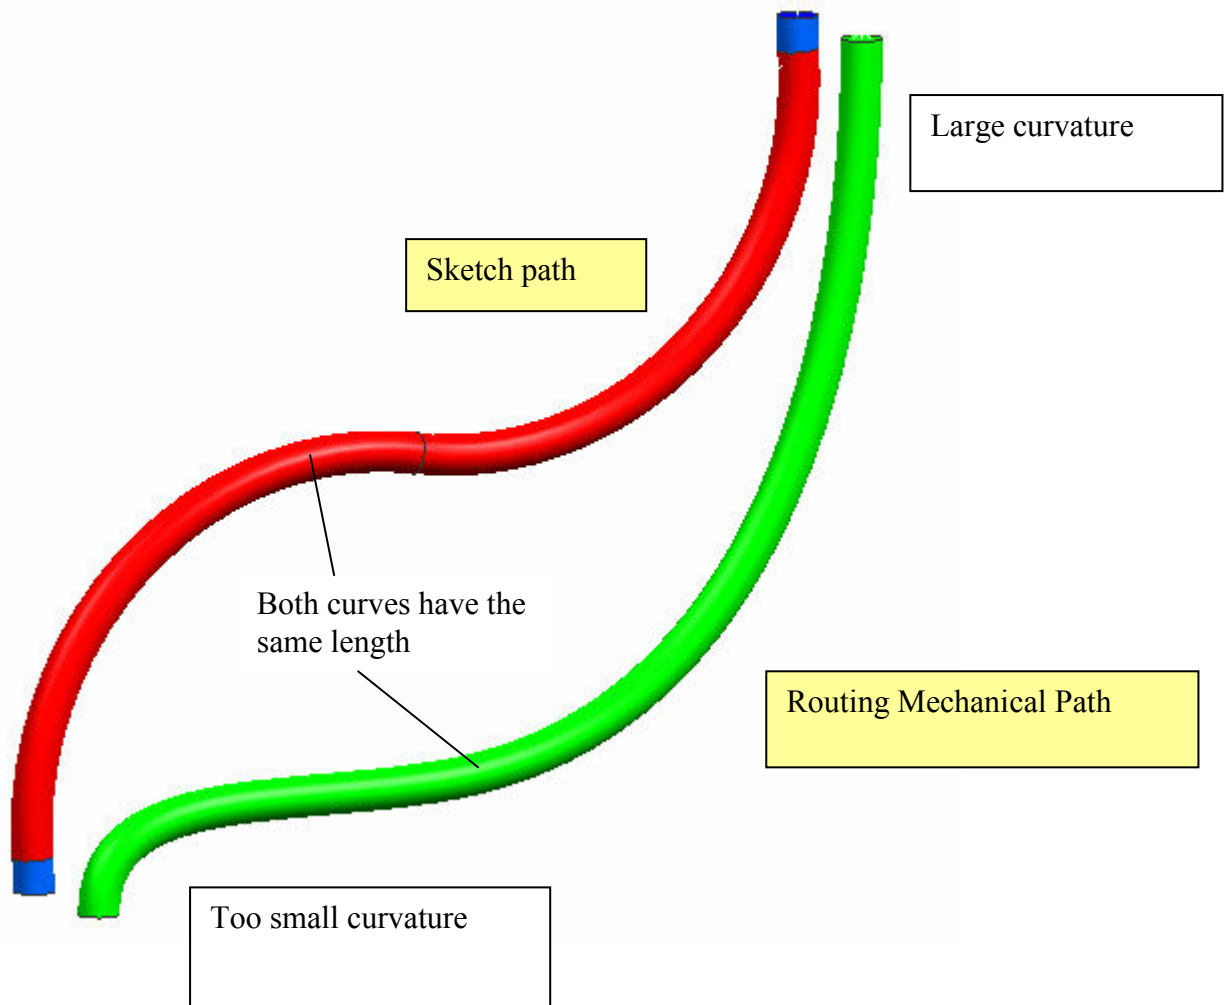 Large curvature
Sketch path
Both curves have the
same length
Routing Mechanical Path
Too small curvature